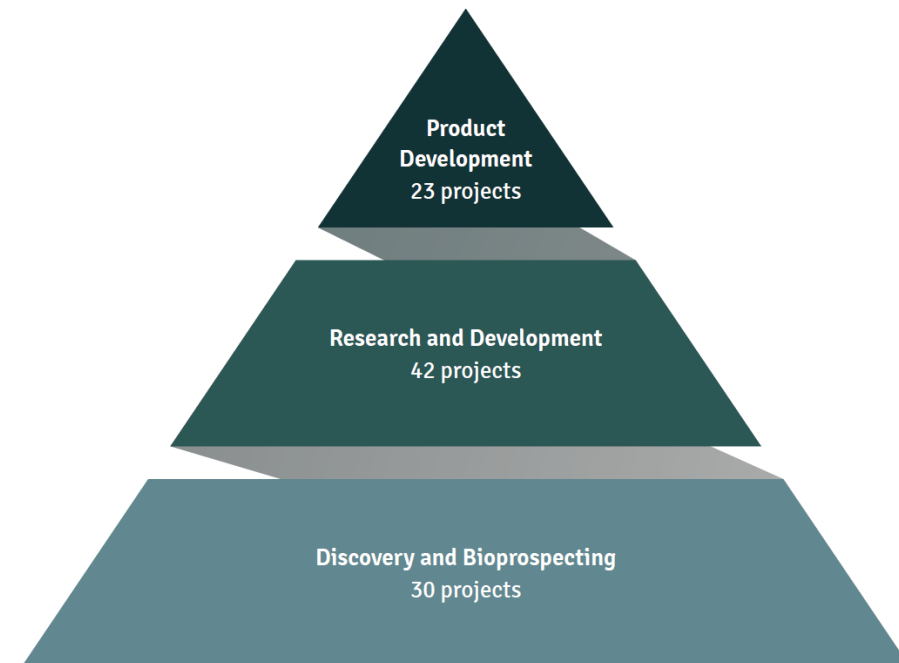 Product
Development
23 projects
Research and Development
42 projects
Discovery and Bioprospecting
30 projects